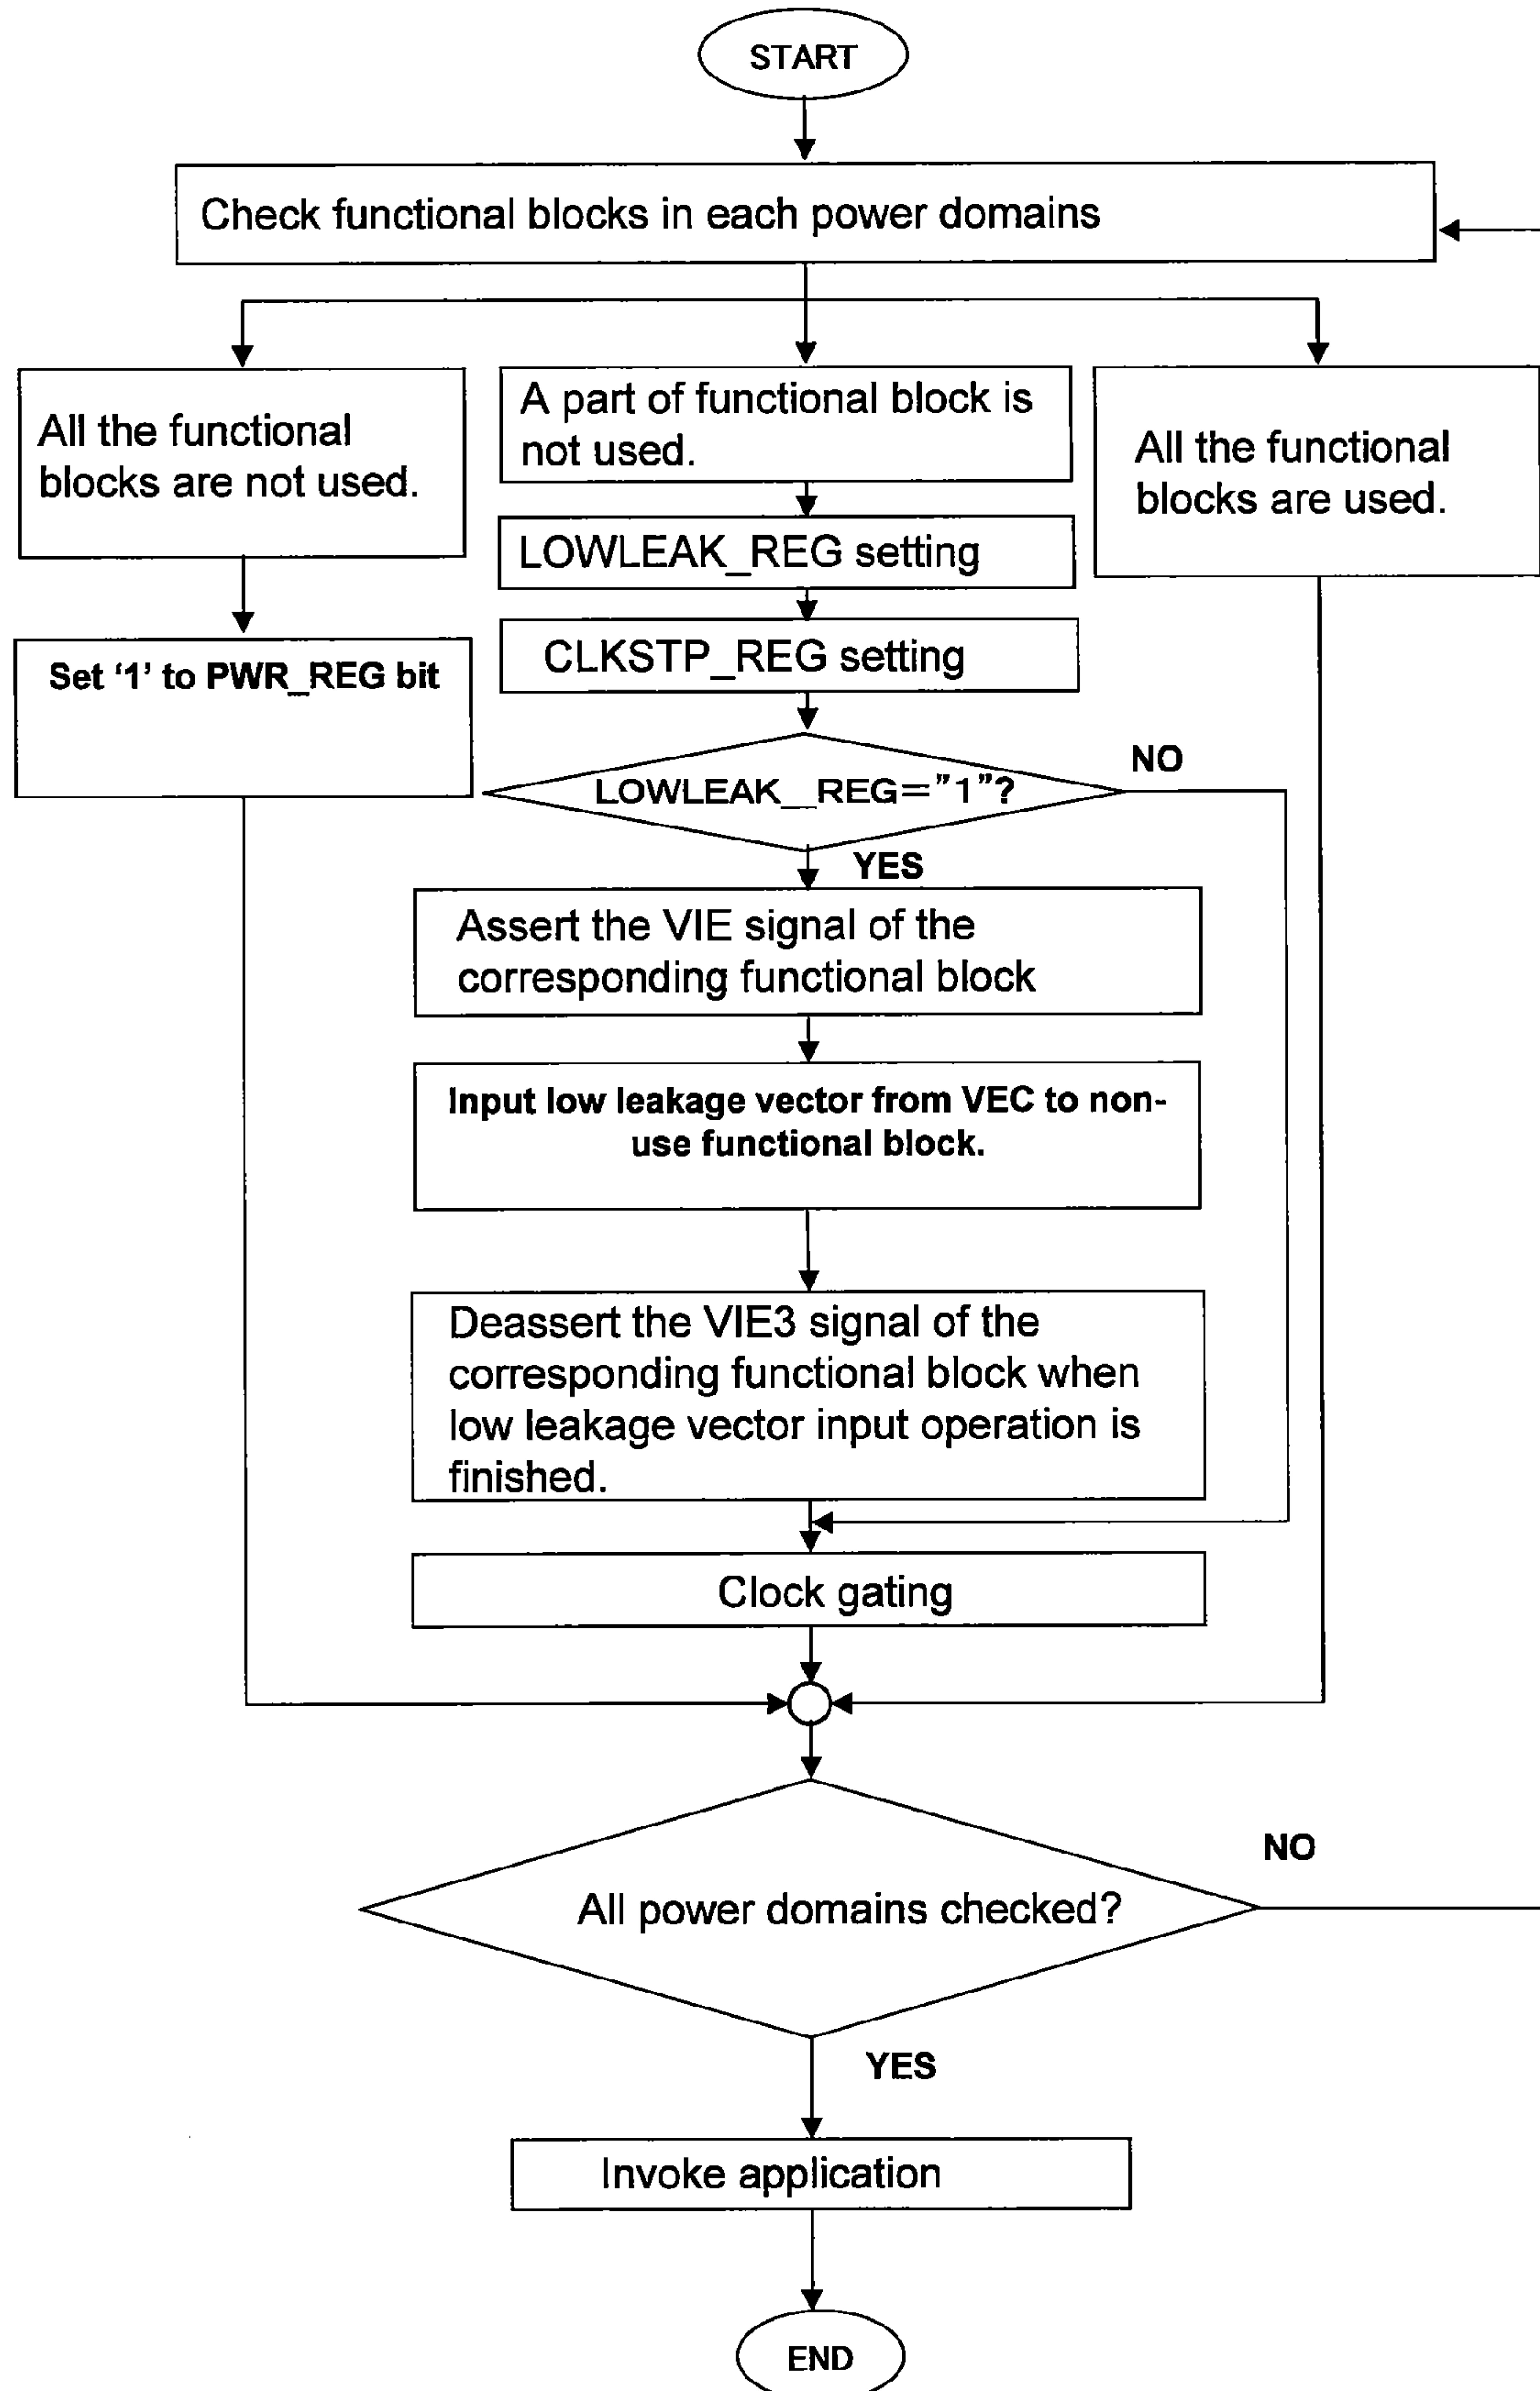 START
Check functional blocks in each power domains
All the functional
blocks are not used.
A part of functional block is
not used.
All the functional
blocks are used.
LOWLEAK_REG setting
Set ‘1’ to PWR_REG bit
CLKSTP_REG setting
LOWLEAK_REG=”1”?
NO
YES
Assert the VIE signal of the
corresponding functional block
Input low leakage vector from VEC to non-
use functional block.
Deassert the VIE3 signal of the
corresponding functional block when
low leakage vector input operation is
finished.
Clock gating
All power domains checked?
NO
YES
Invoke application
END